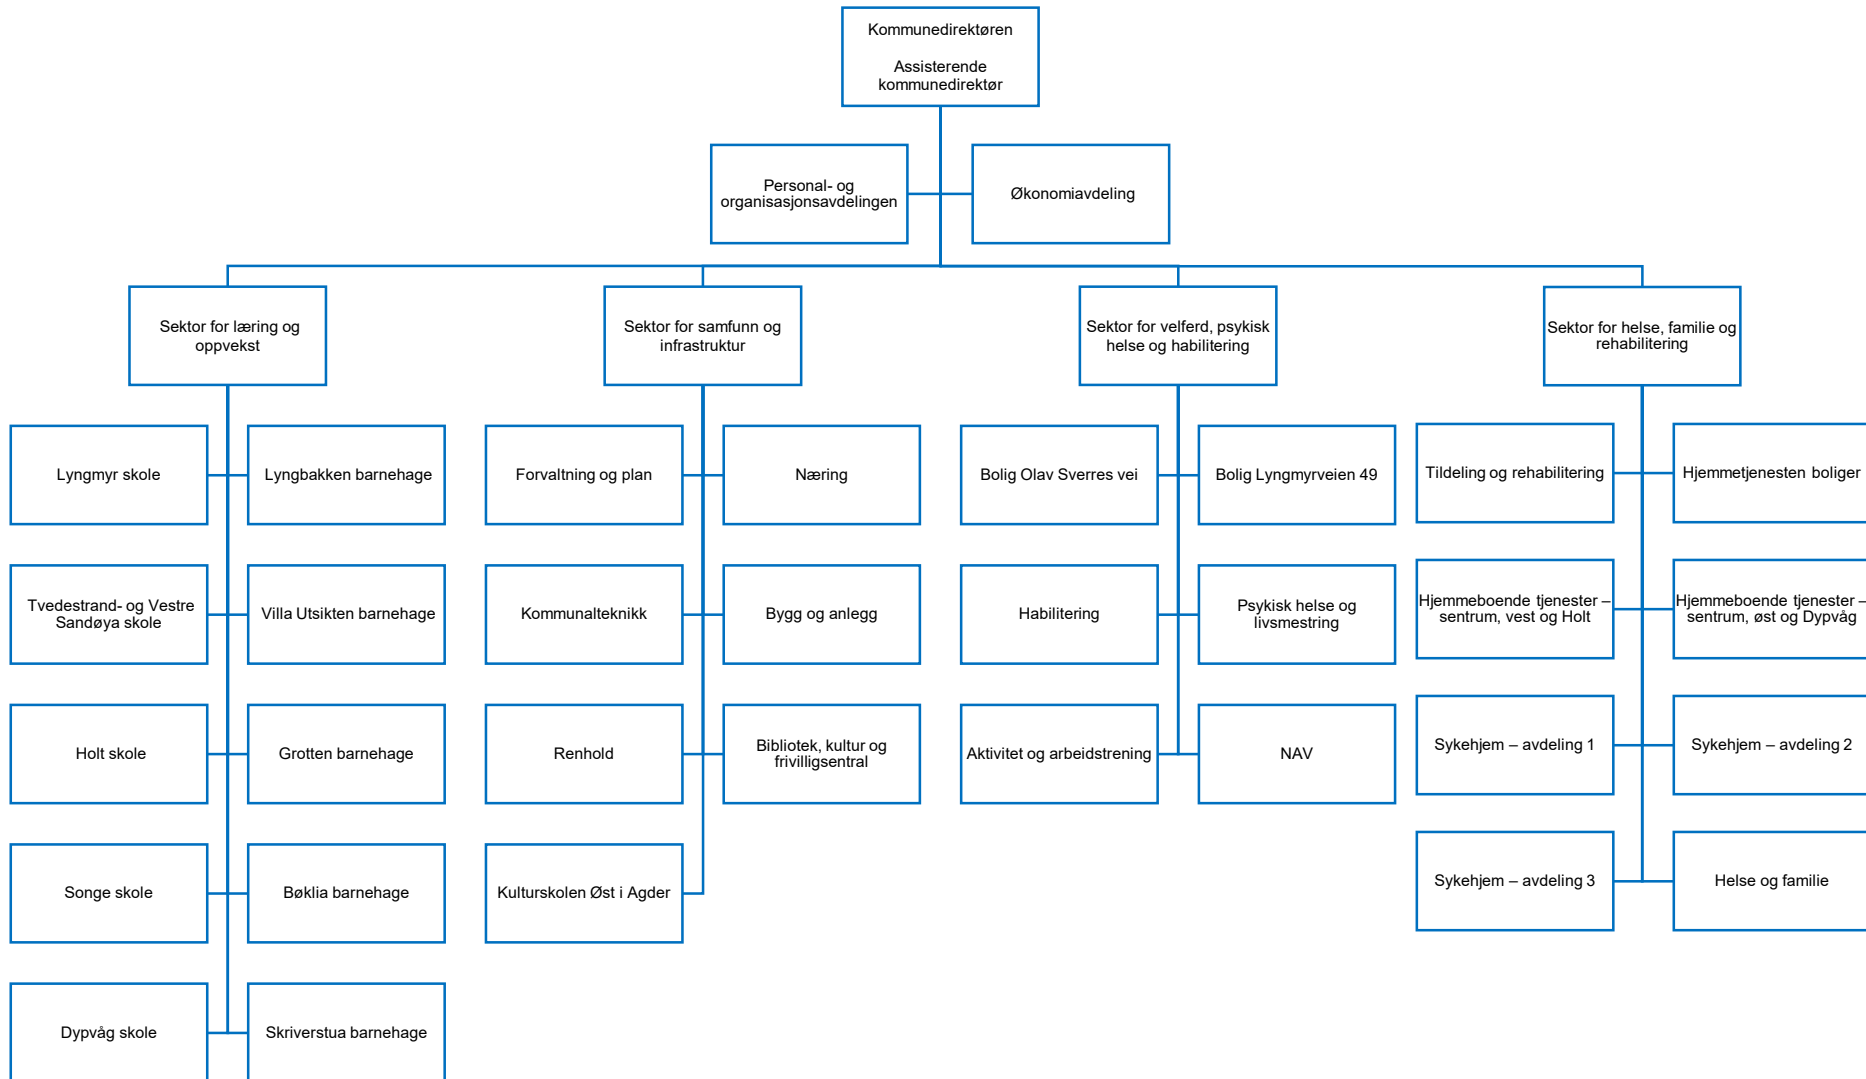 Kommunedirektøren
Assisterende
kommunedirektør
Personal- og
organisasjonsavdelingen
Økonomiavdeling
Sektor for læring og
oppvekst
Sektor for samfunn og
infrastruktur
Sektor for velferd, psykisk
helse og habilitering
Sektor for helse, familie og
rehabilitering
Lyngmyr skole
Lyngbakken barnehage
Forvaltning og plan
Næring
Bolig Olav Sverres vei
Bolig Lyngmyrveien 49
Tildeling og rehabilitering
Hjemmetjenesten boliger
Tvedestrand- og Vestre
Sandøya skole
Villa Utsikten barnehage
Kommunalteknikk
Bygg og anlegg
Habilitering
Psykisk helse og
livsmestring
Hjemmeboende tjenester –
sentrum, vest og Holt
Hjemmeboende tjenester –
sentrum, øst og Dypvåg
Holt skole
Grotten barnehage
Renhold
Bibliotek, kultur og
frivilligsentral
Aktivitet og arbeidstrening
NAV
Sykehjem – avdeling 1
Sykehjem – avdeling 2
Songe skole
Bøklia barnehage
Kulturskolen Øst i Agder
Sykehjem – avdeling 3
Helse og familie
Dypvåg skole
Skriverstua barnehage